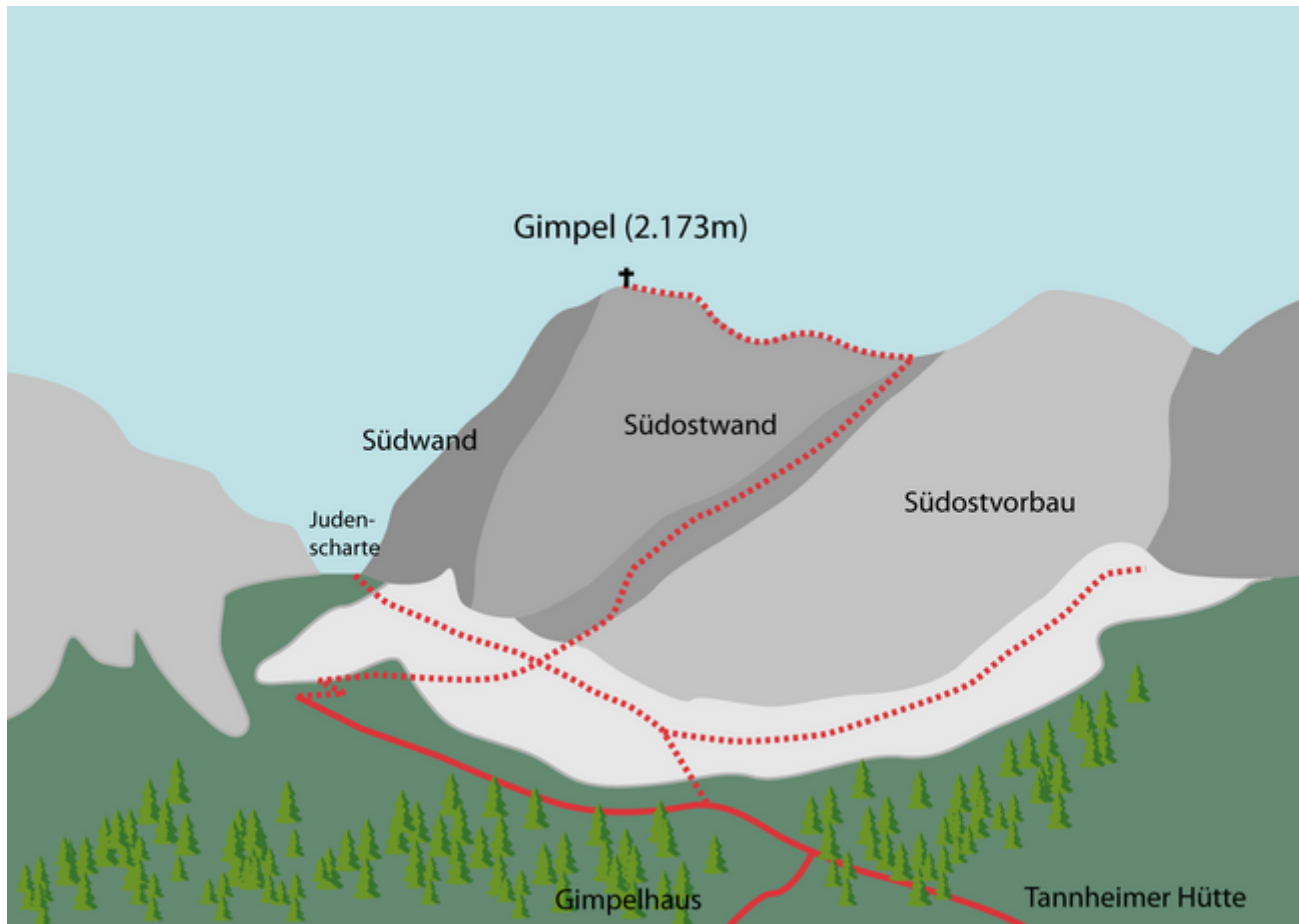 Gimpel (2.173m)
Südwand
Südostwand
Südostvorbau
Juden-
scharte
Gimpelhaus
Tannheimer Hütte